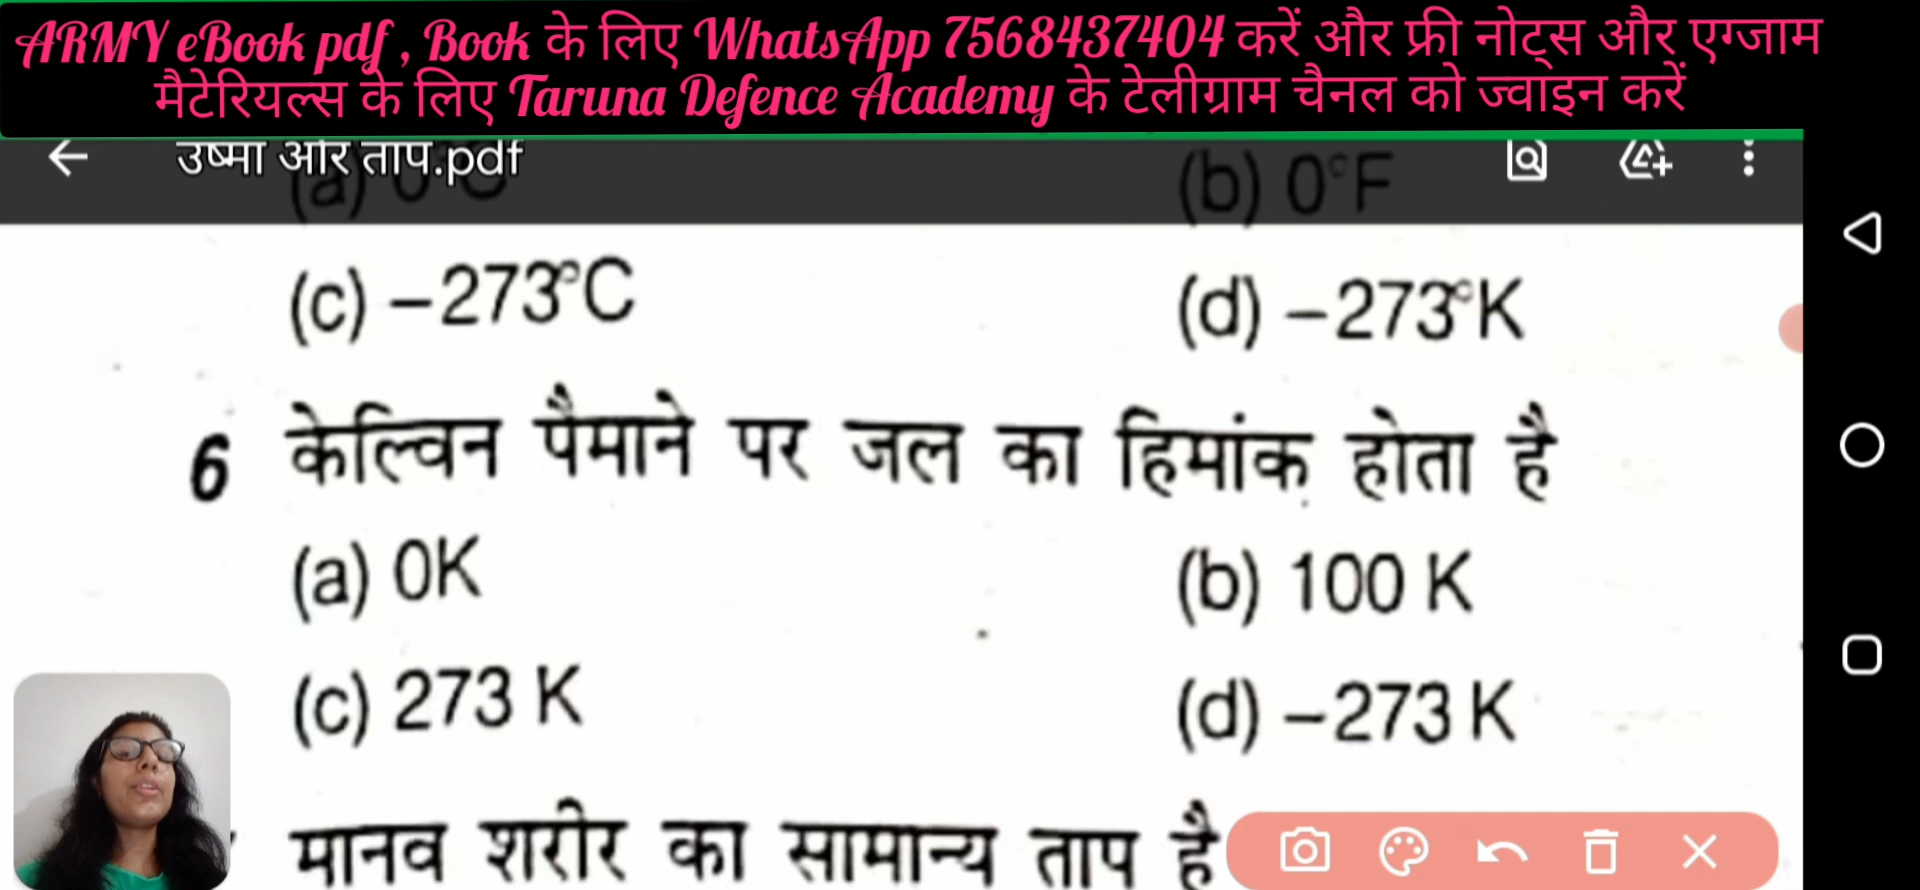 ARMY eBook pdf , Book के लिए WhatsApp 7568437404 करें और फ्री नोट्स और एग्जाम
मैटेरियल्स के लिए Taruna Defence Academy के टेलीग्राम चैनल को ज्वाइन करें
उष्मा और ताप.pdf
(b) 0°F
(c) –273°C
(d) –273°K
6 केल्विन पैमाने पर जल का हिमांक होता है
(a) 0K
(b) 100 K
(c) 273 K
(d) –273 K
मानव शरीर का सामान्य ताप है